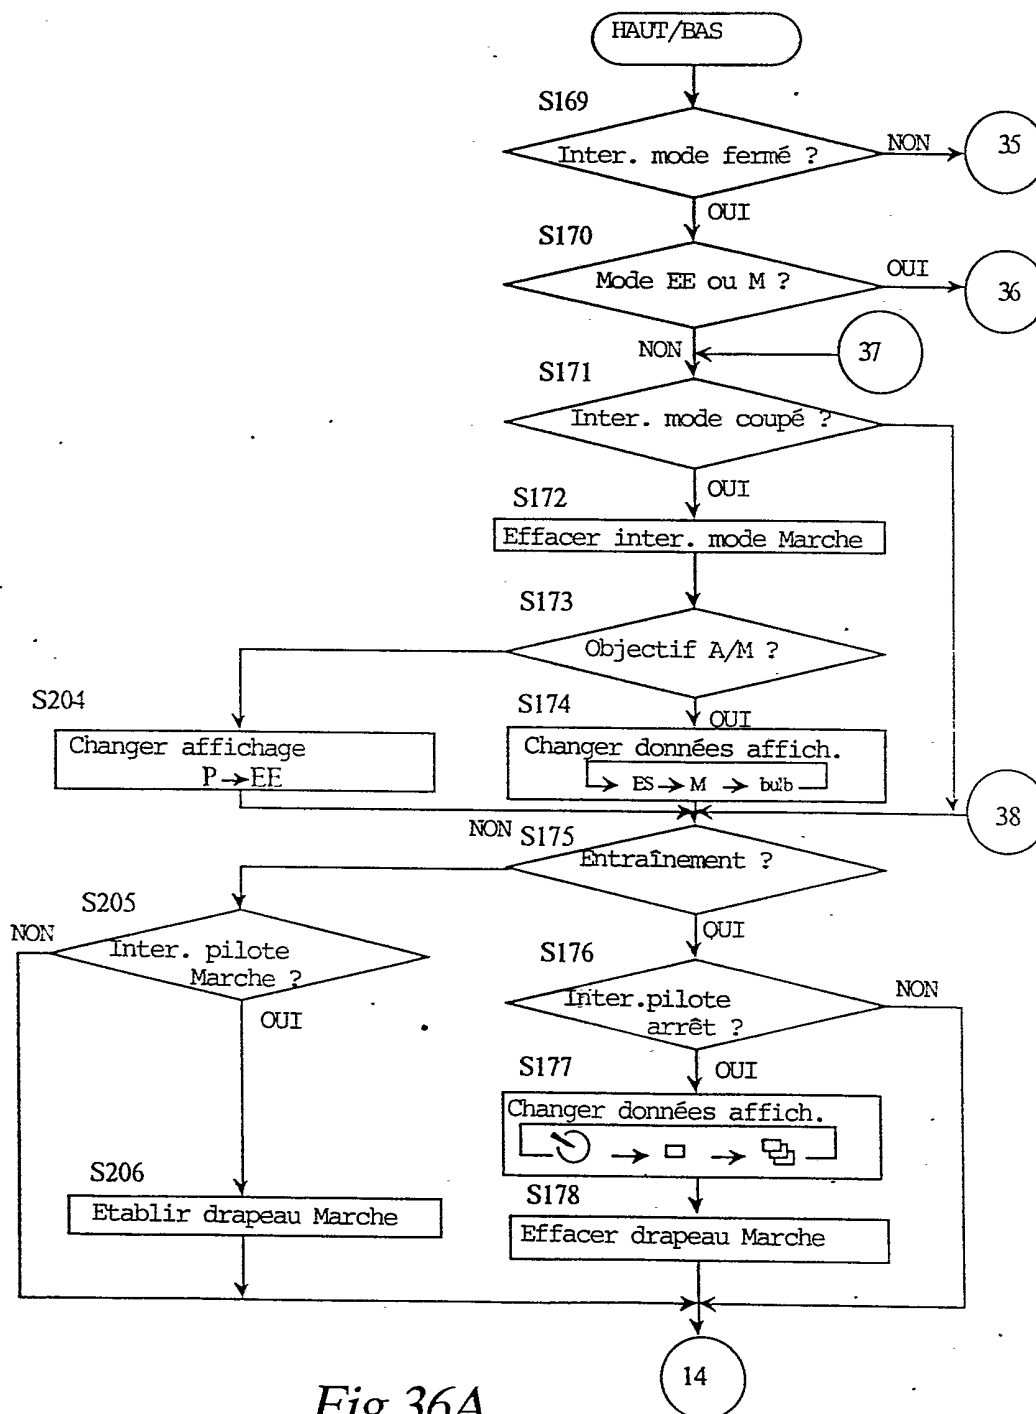 HAUT/BAS
S169
Inter. mode fermé ?
NON
35
OUI
S170
Mode EE ou M ?
OUI
36
NON
37
S171
Inter. mode coupé ?
OUI
S172
Effacer inter. mode Marche
S173
Objectif A/M ?
S204
Changer affichage
P → EE
S174
OUI
Changer données affich.
→ ES → M → bulb
38
NON
S175
Entraînement ?
S205
NON
Inter. pilote
Marche ?
OUI
OUI
S176
Inter.pilote
arrêt ?
NON
S177
OUI
Changer données affich.
S206
Etablir drapeau Marche
S178
Effacer drapeau Marche
14
Fig 36A